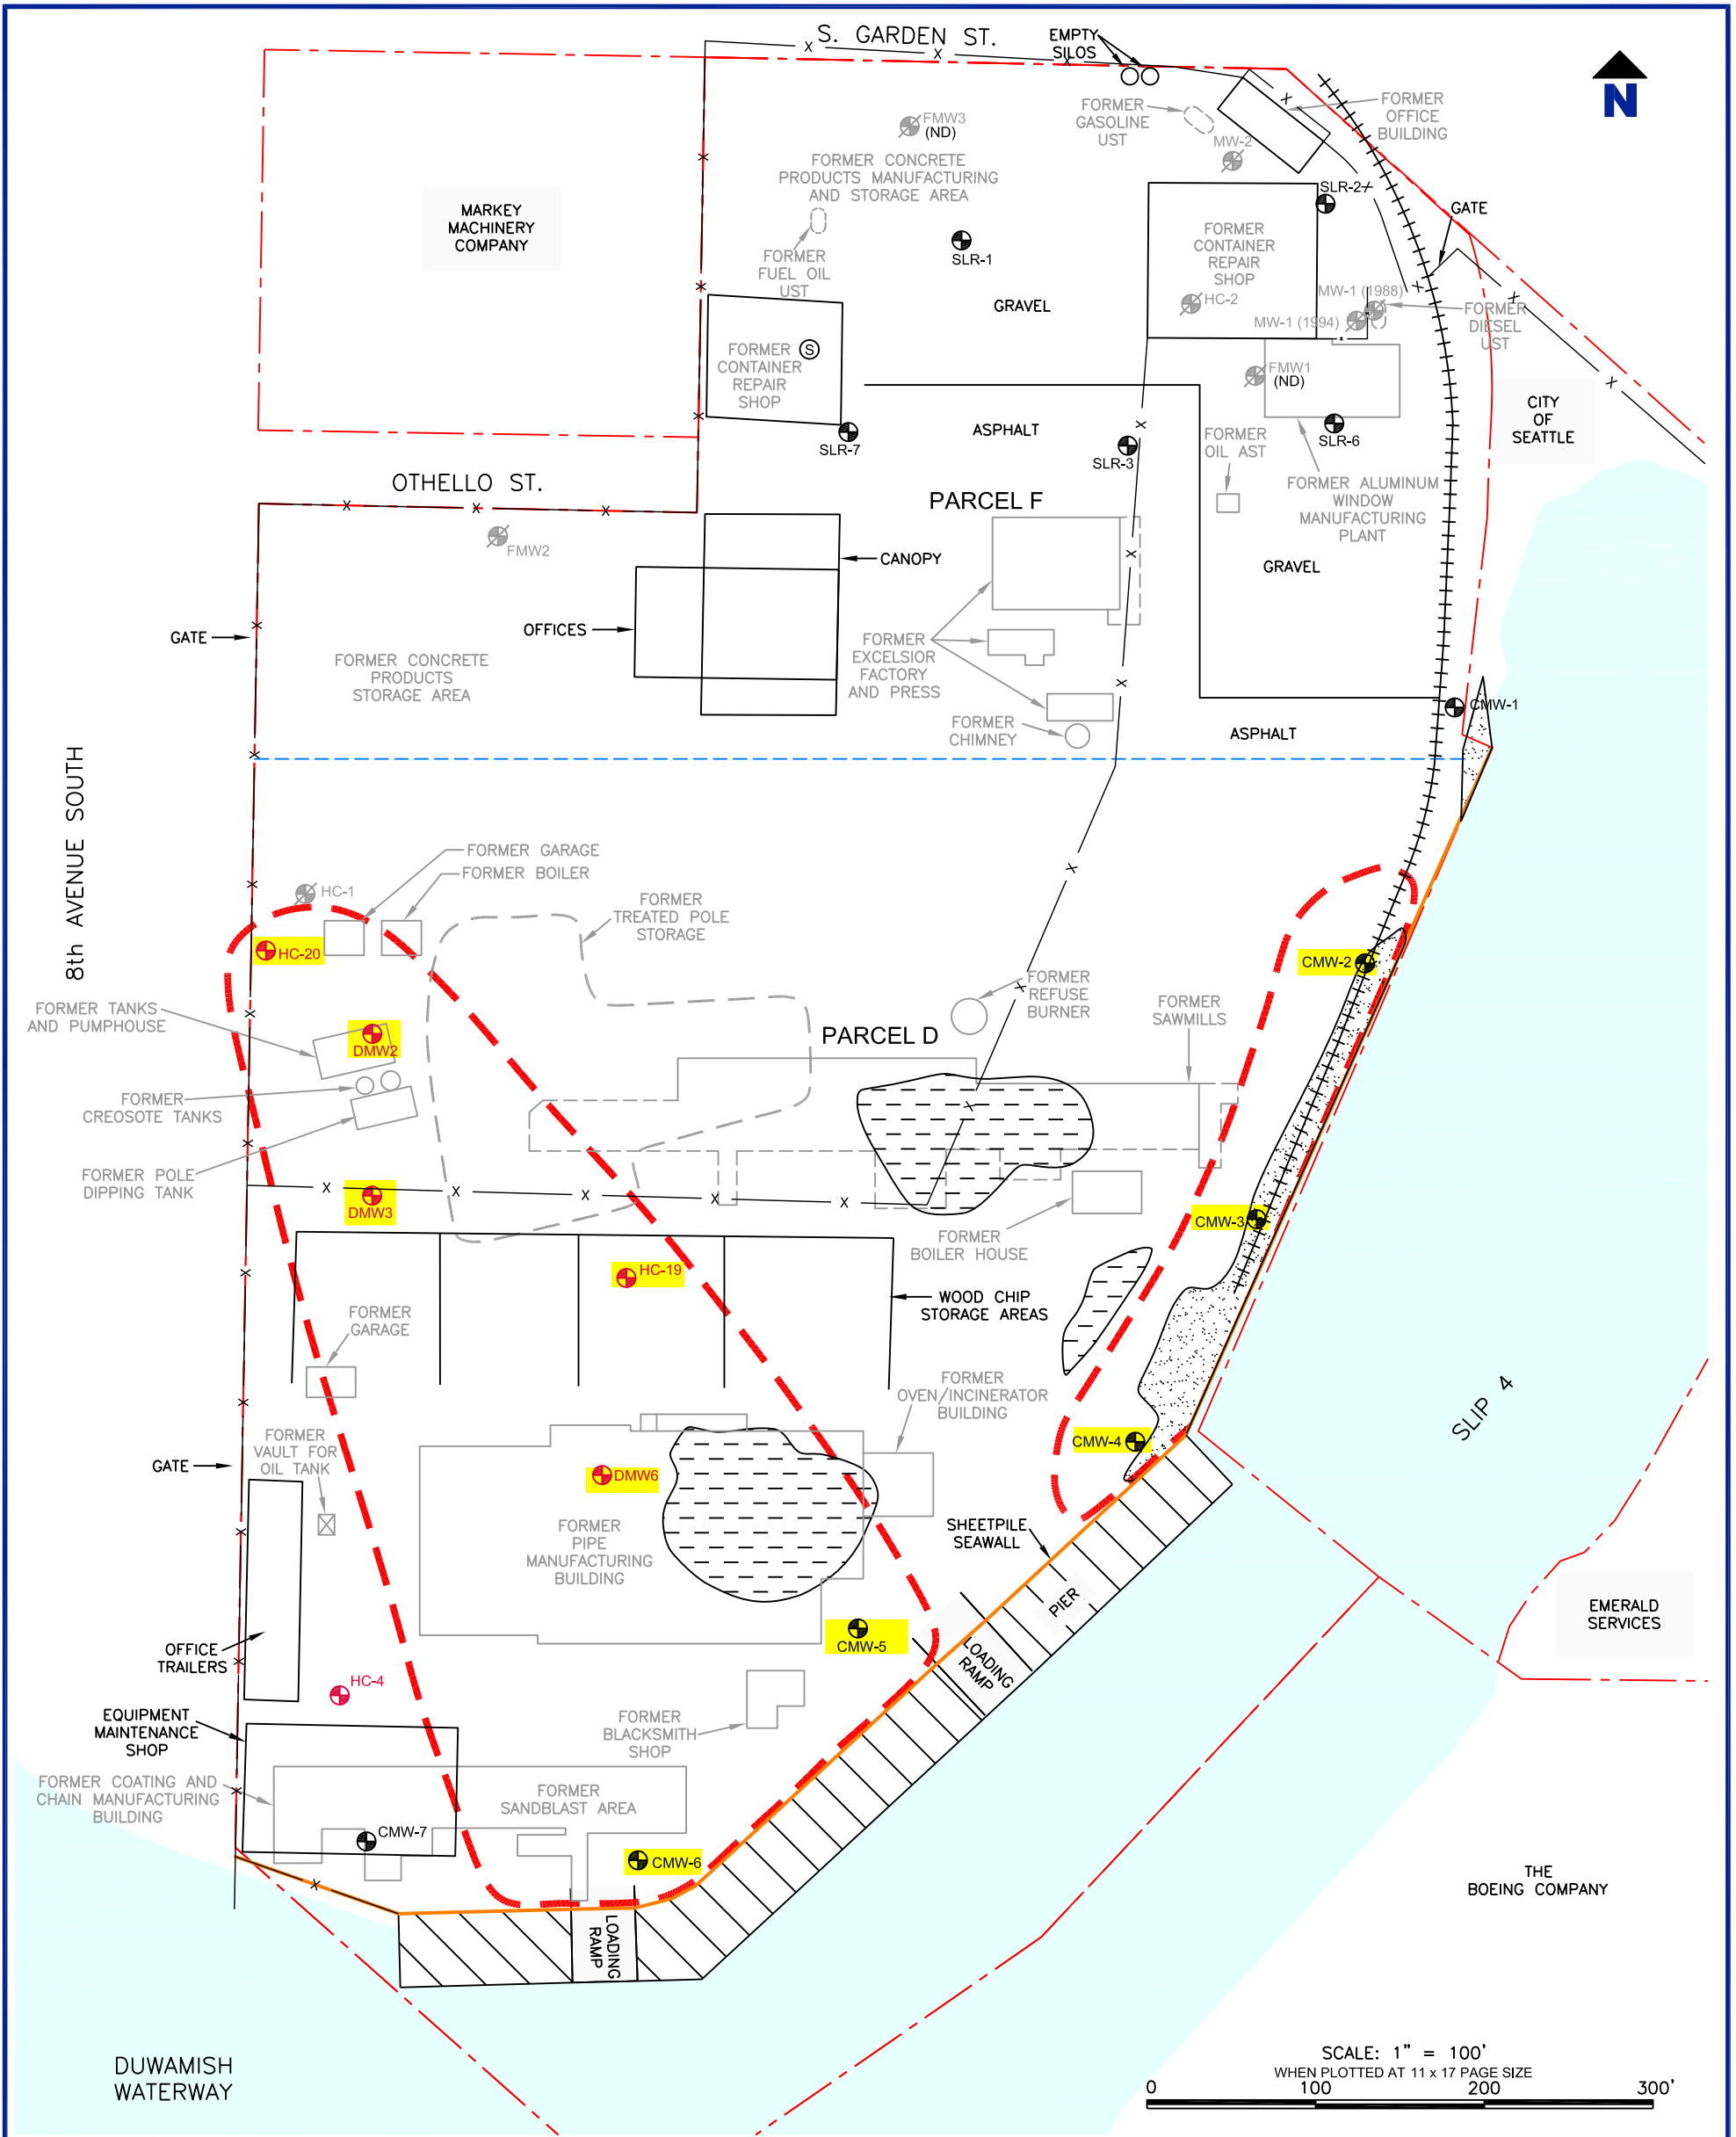 S. GARDEN ST.
EMPTY
SILOS
N
FORMER
GASOLINE
UST
FORMER
OFFICE
BUILDING
FMW3
(ND)
MW-2
FORMER CONCRETE
PRODUCTS MANUFACTURING
AND STORAGE AREA
MARKEY
MACHINERY
COMPANY
SLR-2
GATE
FORMER
FUEL OIL
UST
SLR-1
FORMER
CONTAINER
REPAIR
SHOP
GRAVEL
HC-2
MW-1 (1988)
MW-1 (1994)
FORMER
DIESEL
UST
FORMER
CONTAINER
REPAIR
SHOP
S
FMW1
(ND)
CITY
OF
SEATTLE
SLR-7
ASPHALT
SLR-3
FORMER
OIL AST
SLR-6
OTHELLO ST.
PARCEL F
FORMER ALUMINUM
WINDOW
MANUFACTURING
PLANT
FMW2
CANOPY
GRAVEL
GATE
OFFICES
FORMER CONCRETE
PRODUCTS
STORAGE AREA
FORMER
EXCELSIOR
FACTORY
AND PRESS
FORMER
CHIMNEY
CMW-1
ASPHALT
8th AVENUE SOUTH
FORMER GARAGE
FORMER BOILER
HC-1
FORMER
TREATED POLE
STORAGE
HC-20
CMW-2
FORMER
REFUSE
BURNER
FORMER
SAWMILLS
FORMER TANKS
AND PUMPHOUSE
DMW2
PARCEL D
FORMER
CREOSOTE TANKS
FORMER POLE
DIPPING TANK
DMW3
CMW-3
FORMER
BOILER HOUSE
HC-19
WOOD CHIP
STORAGE AREAS
FORMER
GARAGE
FORMER
OVEN/INCINERATOR
BUILDING
SLIP 4
FORMER
VAULT FOR
OIL TANK
CMW-4
GATE
DMW6
FORMER
PIPE
MANUFACTURING
BUILDING
SHEETPILE
SEAWALL
PIER
EMERALD
SERVICES
CMW-5
LOADING
RAMP
OFFICE
TRAILERS
HC-4
EQUIPMENT
MAINTENANCE
SHOP
FORMER
BLACKSMITH
SHOP
FORMER COATING AND
CHAIN MANUFACTURING
BUILDING
FORMER
SANDBLAST AREA
CMW-7
CMW-6
THE
BOEING COMPANY
LOADING
RAMP
DUWAMISH
WATERWAY
SCALE: 1" = 100'
WHEN PLOTTED AT 11 x 17 PAGE SIZE
0 100 200 300'